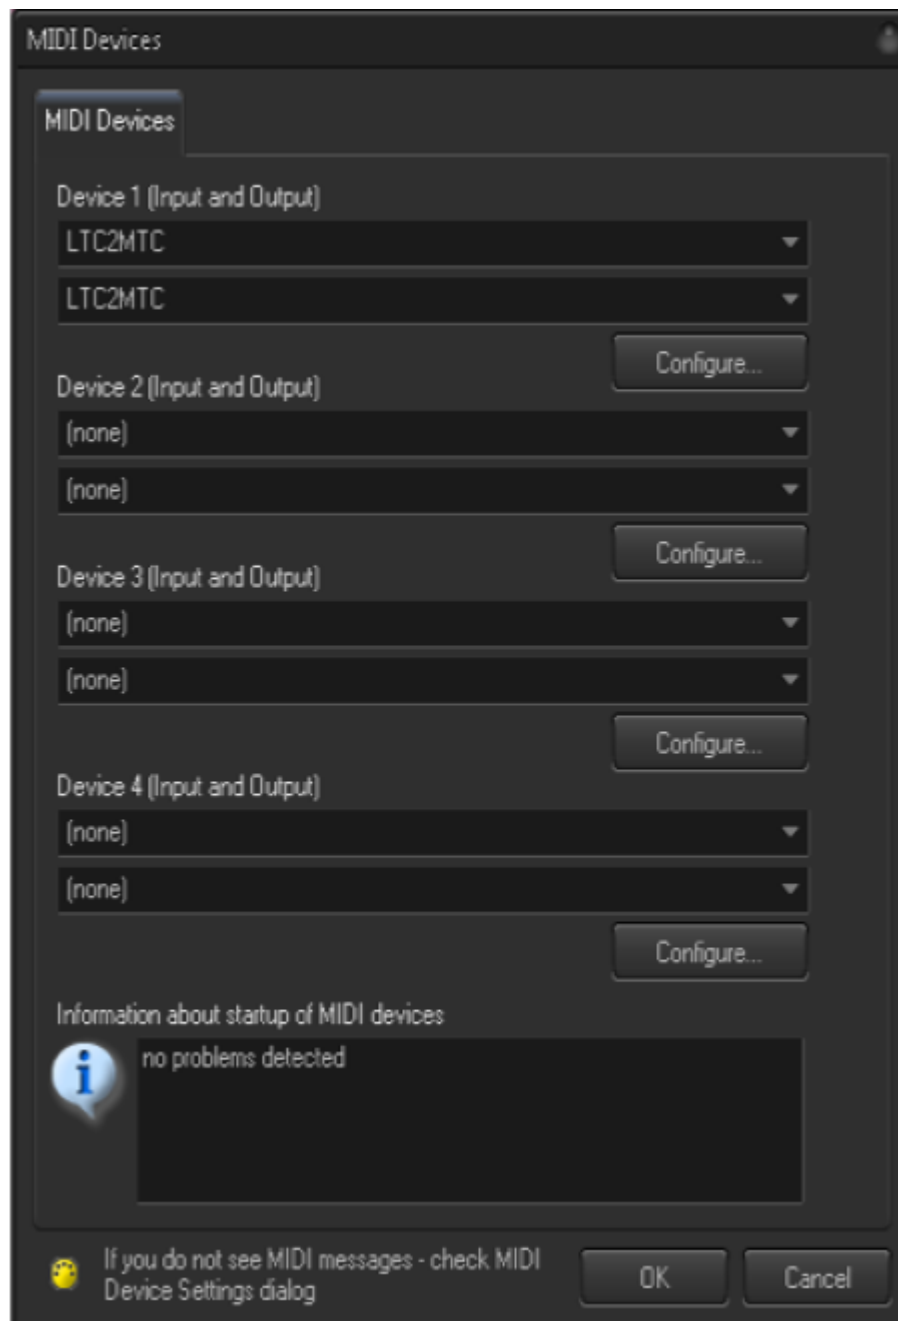 MIDI Devices
MIDI Devices
Device 1 (Input and Output)
LTC2MTC
LTC2MTC
Configure...
Device 2 (Input and Output)
(none)
(none)
Configure...
Device 3 (Input and Output)
(none)
(none)
Configure...
Device 4 (Input and Output)
(none)
(none)
Configure...
Information about startup of MIDI devices
no problems detected
If you do not see MIDI messages - check MIDI
Device Settings dialog
OK
Cancel